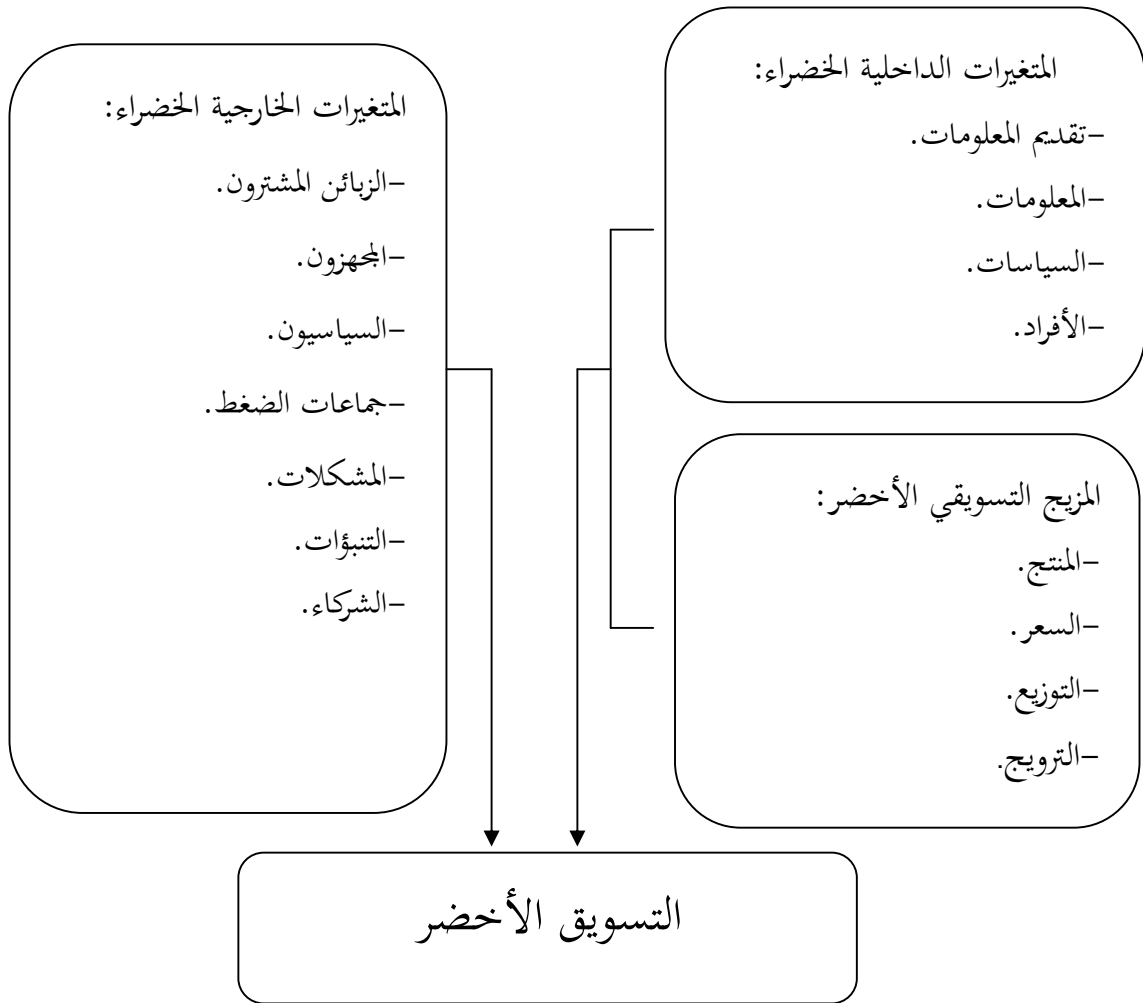 المتغيرات الداخلية الخضراء:
-تقديم المعلومات.
-المعلومات.
-السياسات.
-الأفراد.
المزيج التسويقي الأخضر:
-المنتج.
-السعر.
-التوزيع.
-الترويج.
المتغيرات الخارجية الخضراء:
-الزبائن المشترون.
-المجهزون.
-السياسيون.
-جماعات الضغط.
-المشكلات.
-التنبؤات.
-الشركاء.
التسويق الأخضر